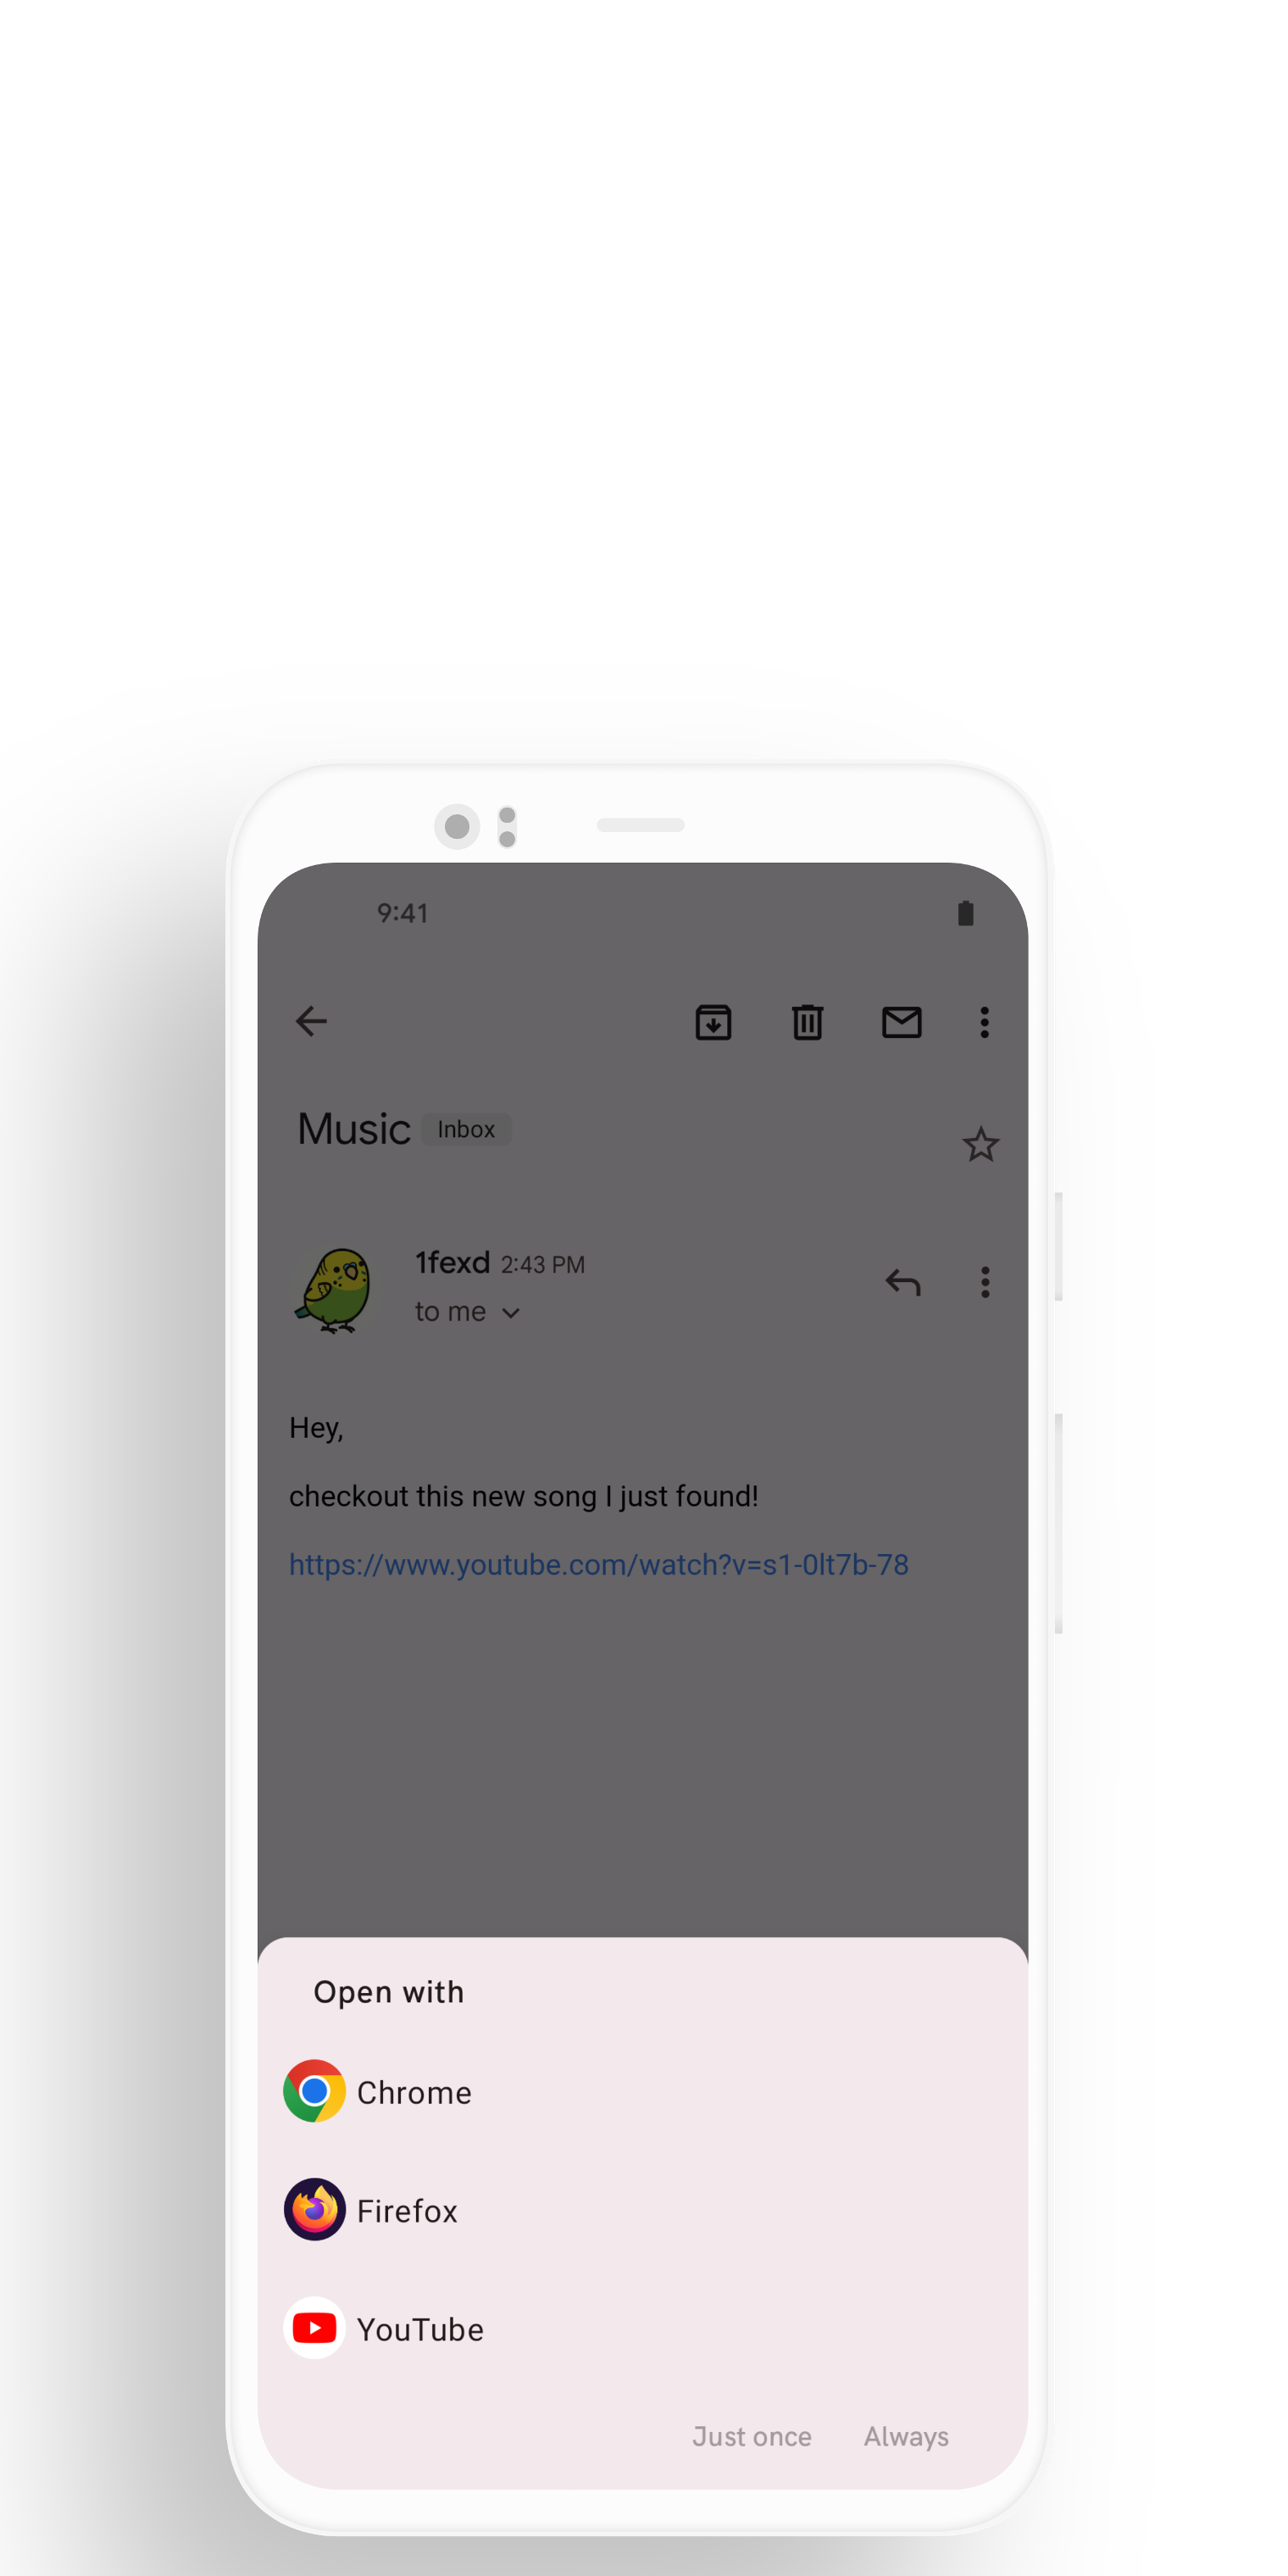 9:41
Music Inbox
1fexd 2:43 PM
to me
Hey,
checkout this new song I just found!
https://www.youtube.com/watch?v=s1-0lt7b-78
Open with
Chrome
Firefox
YouTube
Just once Always